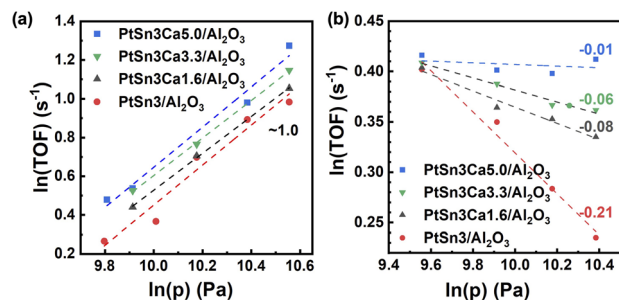 (a)
PtSn3Ca5.0/Al₂O₃
PtSn3Ca3.3/Al₂O₃
PtSn3Ca1.6/Al₂O₃
PtSn3/Al₂O₃
~1.0
ln(TOF) (s⁻¹)
1.4
1.2
1.0
0.8
0.6
0.4
0.2
9.8
10.0
10.2
10.4
10.6
ln(p) (Pa)
(b)
-0.01
-0.06
-0.08
-0.21
PtSn3Ca5.0/Al₂O₃
PtSn3Ca3.3/Al₂O₃
PtSn3Ca1.6/Al₂O₃
PtSn3/Al₂O₃
ln(TOF) (s⁻¹)
0.45
0.40
0.35
0.30
0.25
9.4
9.6
9.8
10.0
10.2
10.4
ln(p) (Pa)